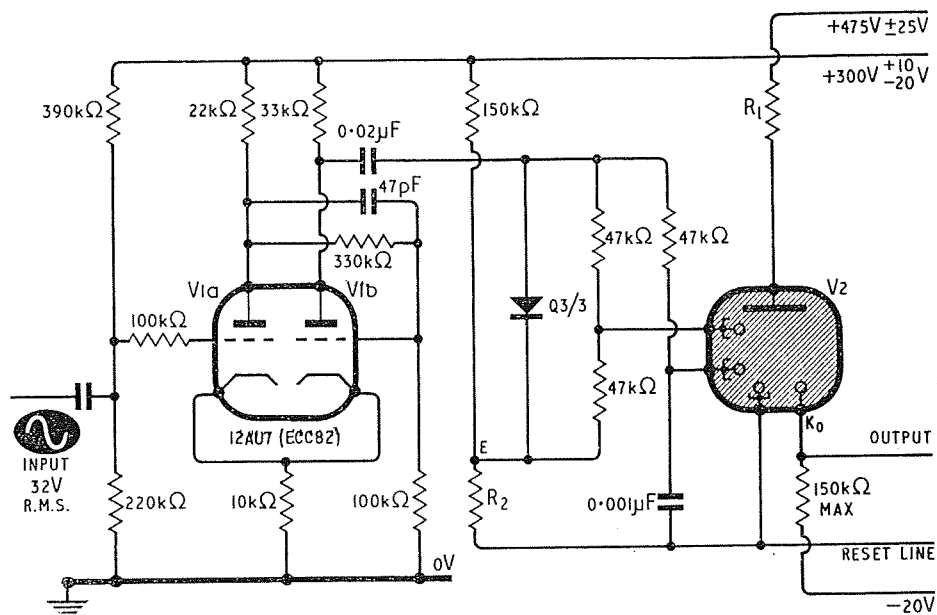 +475V ±25V
+300V +10 -20 V
390kΩ
22kΩ
33kΩ
150kΩ
R1
0·02µF
47pF
330kΩ
47kΩ
47kΩ
V1a
V1b
Q3/3
V2
100kΩ
47kΩ
12AU7 (ECC82)
K0
E
OUTPUT
INPUT
32V
R.M.S.
220kΩ
10kΩ
100kΩ
R2
0·001µF
150kΩ
MAX
0V
RESET LINE
-20V